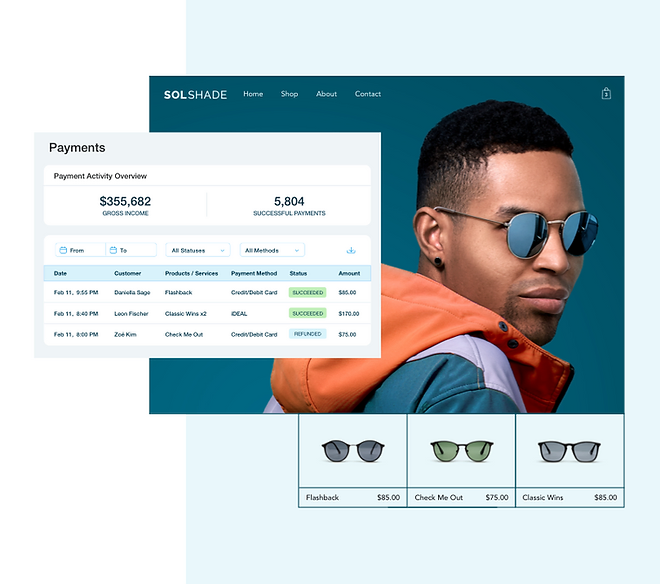 SOLSHADE Home Shop About Contact 3
Payments
Payment Activity Overview
$355,682 5,804
GROSS INCOME SUCCESSFUL PAYMENTS
From To All Statuses All Methods
Date Customer Products / Services Payment Method Status Amount
Feb 11, 9:55 PM Daniella Sage Flashback Credit/Debit Card SUCCEEDED $85.00
Feb 11, 8:40 PM Leon Fischer Classic Wins x2 iDEAL SUCCEEDED $170.00
Feb 11, 8:00 PM Zoé Kim Check Me Out Credit/Debit Card REFUNDED $75.00
Flashback $85.00 Check Me Out $75.00 Classic Wins $85.00